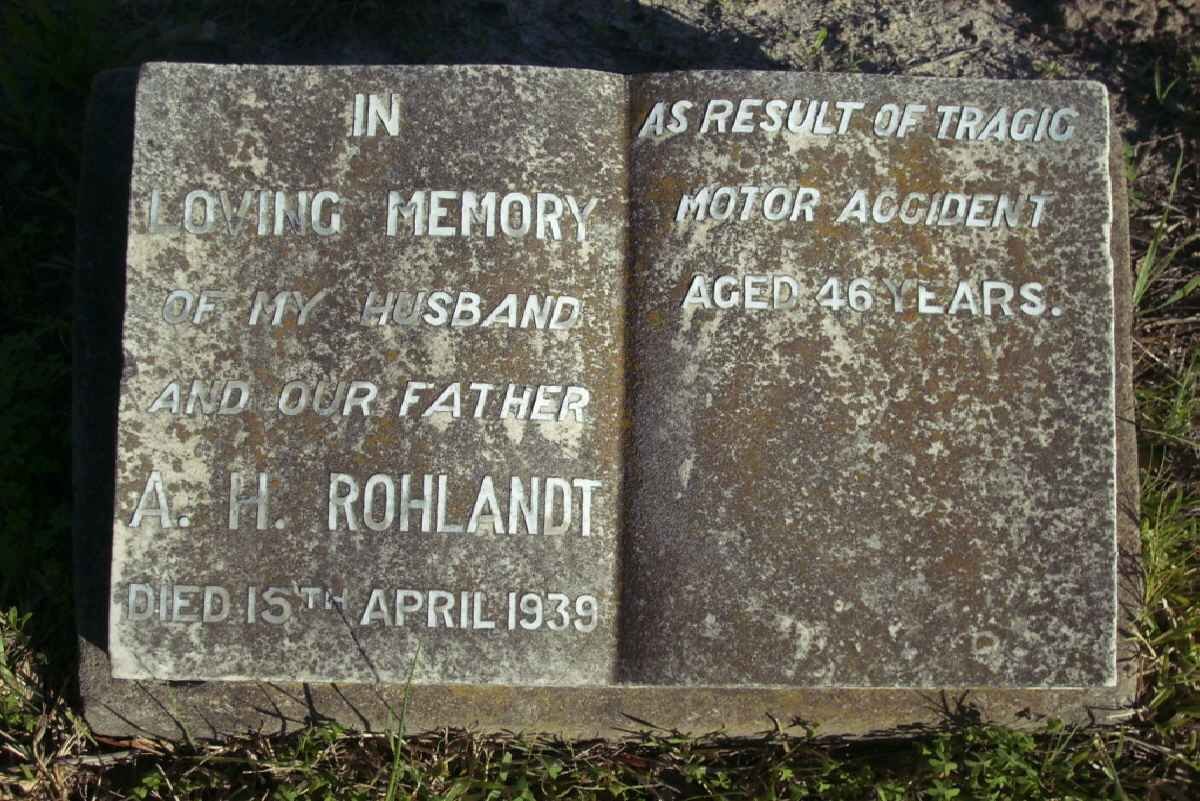 IN
LOVING MEMORY
OF MY HUSBAND
AND OUR FATHER
A. H. ROHLANDT
DIED 15TH APRIL 1939
AS RESULT OF TRAGIC
MOTOR ACCIDENT
AGED 46 YEARS.